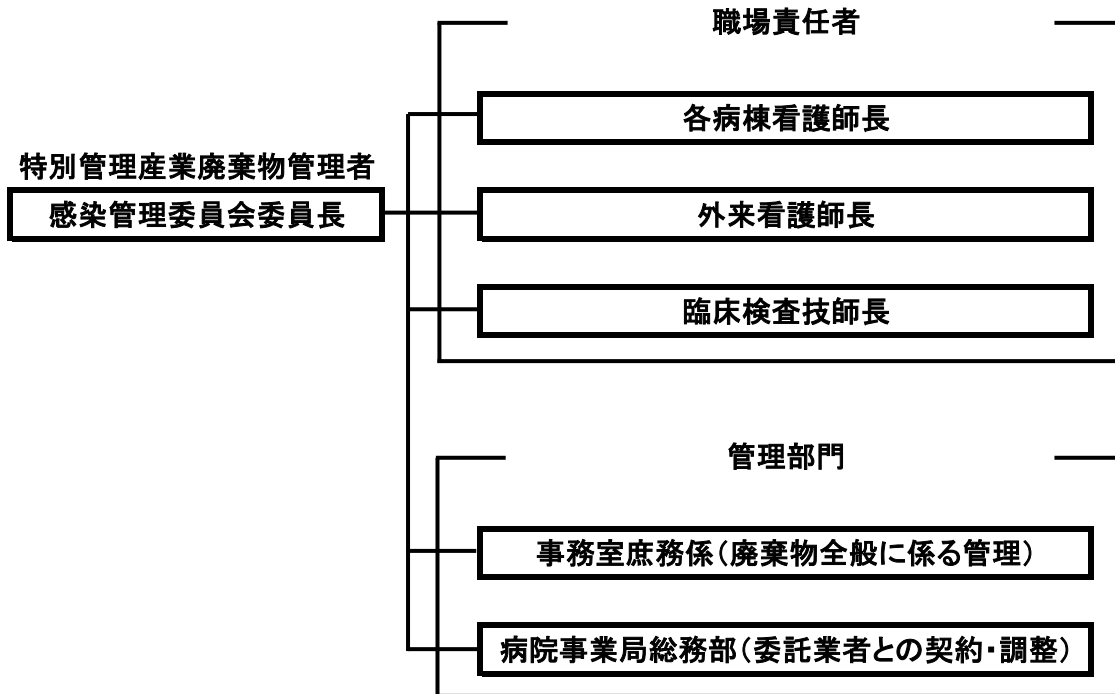 職場責任者
各病棟看護師長
特別管理産業廃棄物管理者
感染管理委員会委員長
外来看護師長
臨床検査技師長
管理部門
事務室庶務係(廃棄物全般に係る管理)
病院事業局総務部(委託業者との契約・調整)